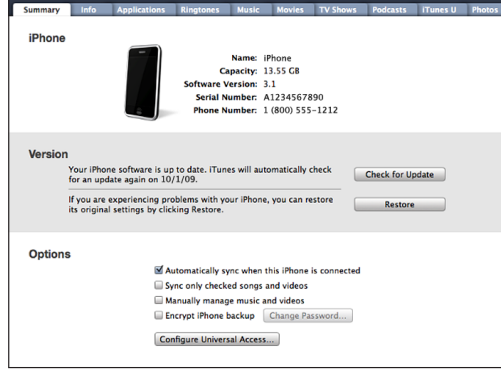 Summary Info Applications Ringtones Music Movies TV Shows Podcasts iTunes U Photos
iPhone
Name: iPhone
Capacity: 13.55 GB
Software Version: 3.1
Serial Number: A1234567890
Phone Number: 1 (800) 555-1212
Version
Your iPhone software is up to date. iTunes will automatically check
for an update again on 10/1/09.
Check for Update
If you are experiencing problems with your iPhone, you can restore
its original settings by clicking Restore.
Restore
Options
Automatically sync when this iPhone is connected
Sync only checked songs and videos
Manually manage music and videos
Encrypt iPhone backup Change Password...
Configure Universal Access...